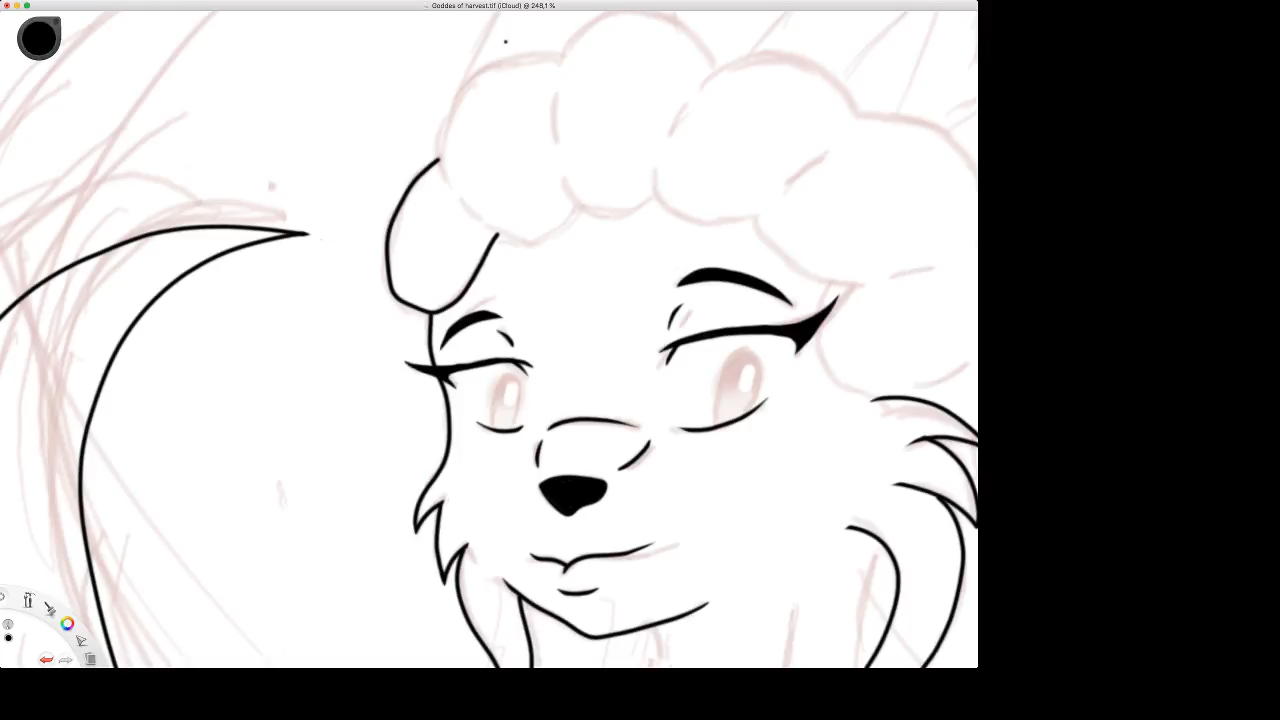 Goddes of harvest.tif (iCloud) @ 248,1 %